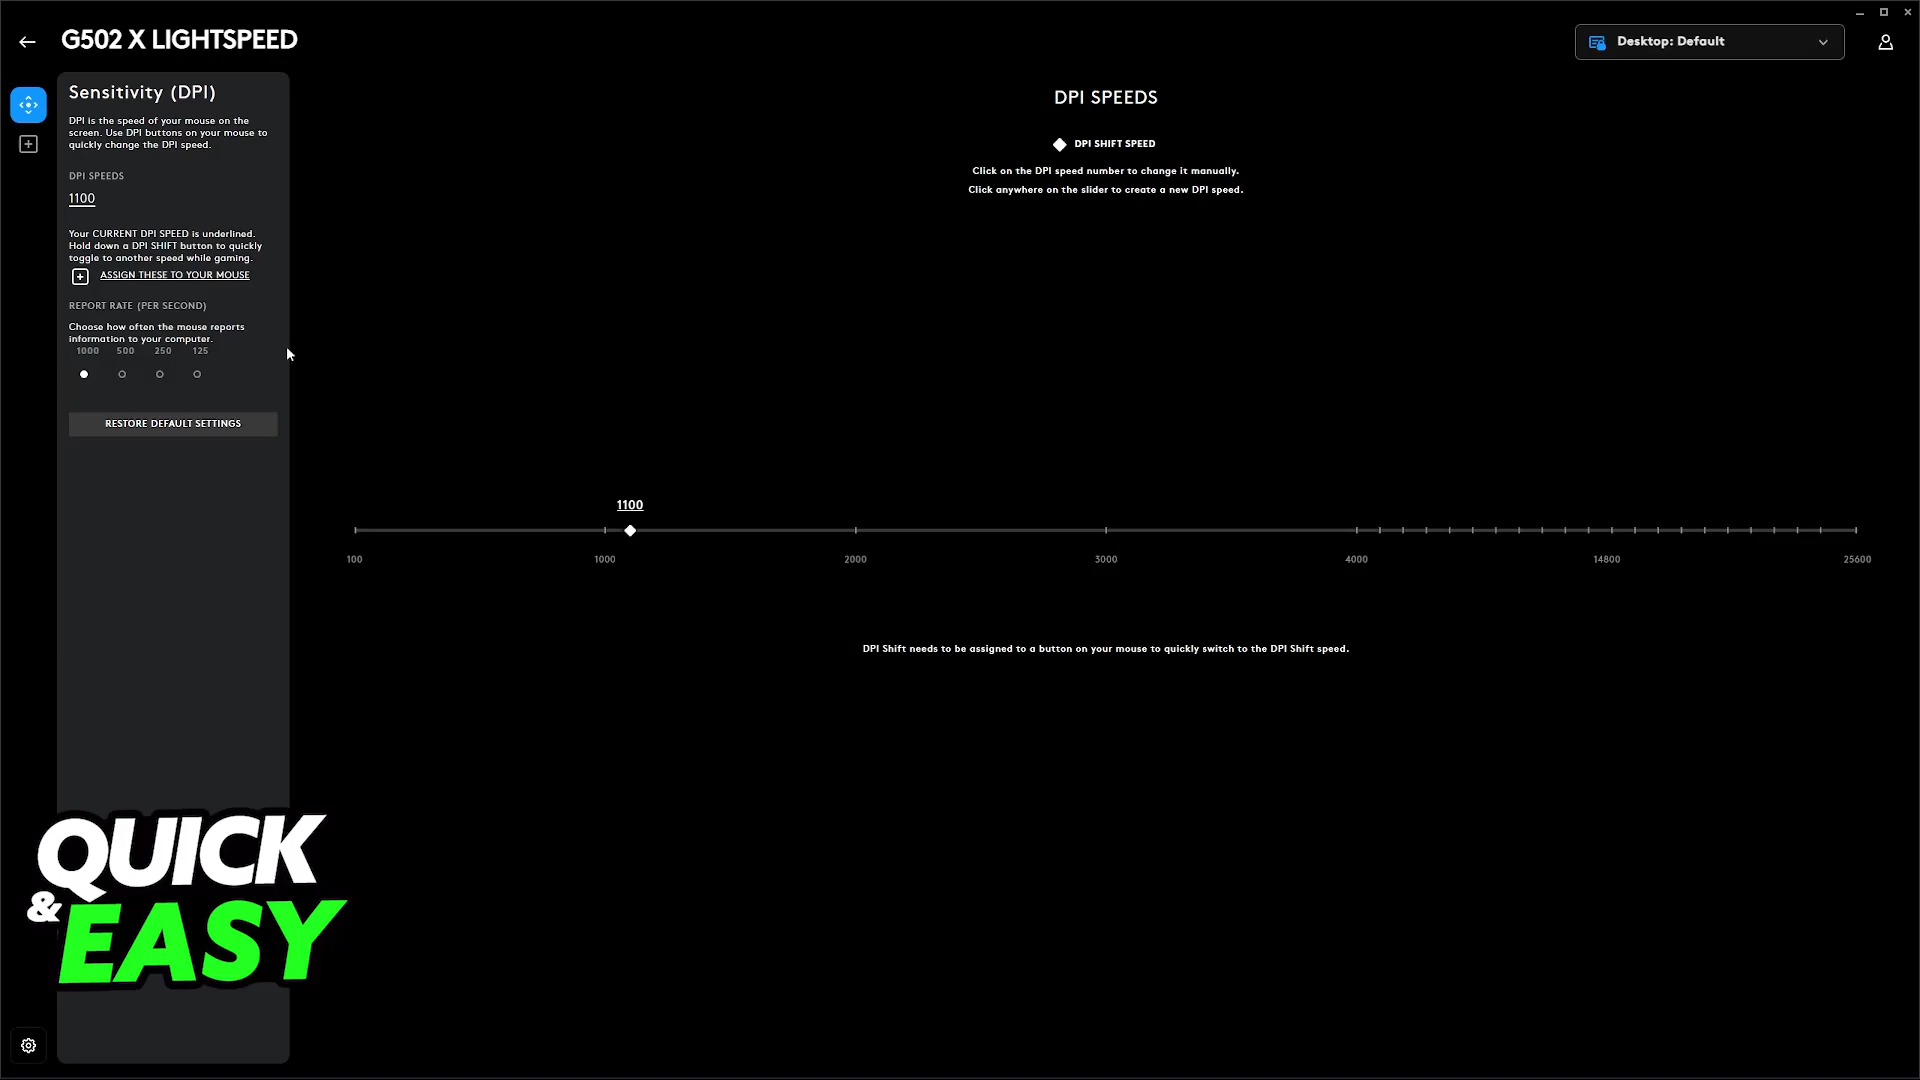 G502 X LIGHTSPEED
Desktop: Default
Sensitivity (DPI)
DPI is the speed of your mouse on the
screen. Use DPI buttons on your mouse to
quickly change the DPI speed.
DPI SPEEDS
1100
Your CURRENT DPI SPEED is underlined.
Hold down a DPI SHIFT button to quickly
toggle to another speed while gaming.
ASSIGN THESE TO YOUR MOUSE
REPORT RATE (PER SECOND)
Choose how often the mouse reports
information to your computer.
1000 500 250 125
RESTORE DEFAULT SETTINGS
DPI SPEEDS
DPI SHIFT SPEED
Click on the DPI speed number to change it manually.
Click anywhere on the slider to create a new DPI speed.
1100
100 1000 2000 3000 4000 14800 25600
DPI Shift needs to be assigned to a button on your mouse to quickly switch to the DPI Shift speed.
QUICK
& EASY